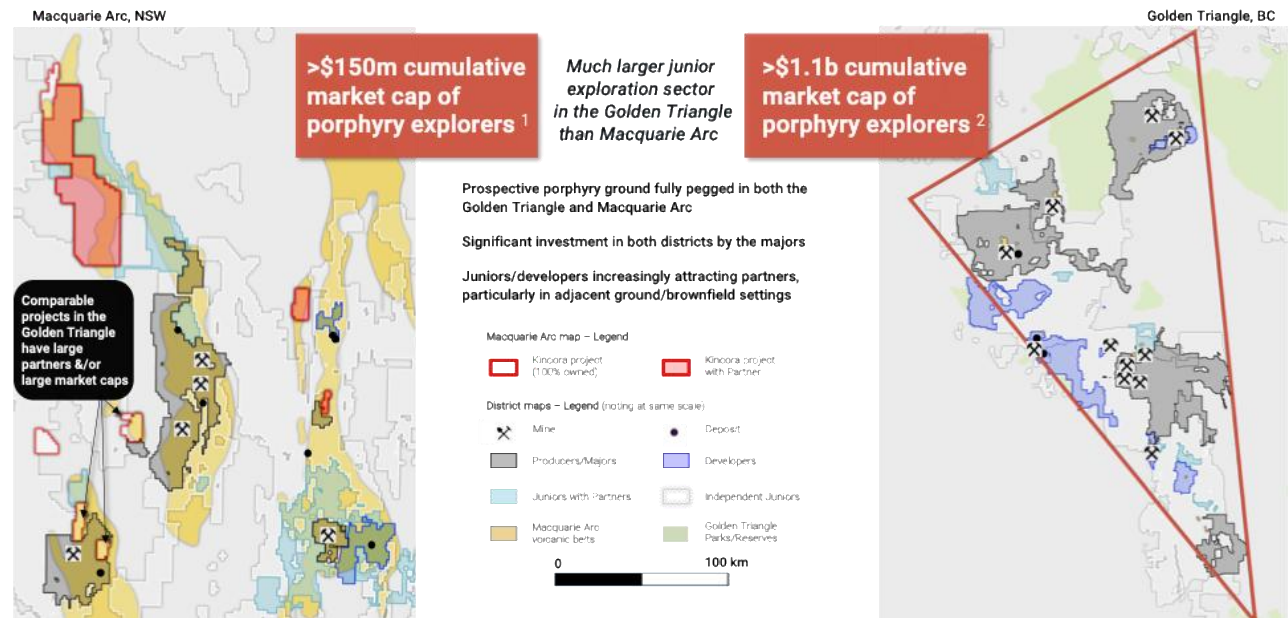 Macquarie Arc, NSW
Golden Triangle, BC
>$150m cumulative
market cap of
porphyry explorers 1
Much larger junior
exploration sector
in the Golden Triangle
than Macquarie Arc
>$1.1b cumulative
market cap of
porphyry explorers 2
Prospective porphyry ground fully pegged in both the
Golden Triangle and Macquarie Arc
Significant investment in both districts by the majors
Juniors/developers increasingly attracting partners,
particularly in adjacent ground/brownfield settings
Comparable
projects in the
Golden Triangle
have large
partners &/or
large market caps
Macquarie Arc map – Legend
Kincora project
(100% owned)
Kincora project
with Partner
District maps – Legend (noting at same scale)
Mine
Deposit
Producers/Majors
Developers
Juniors with Partners
Independent Juniors
Macquarie Arc
volcanic belts
Golden Triangle
Parks/Reserves
0
100 km